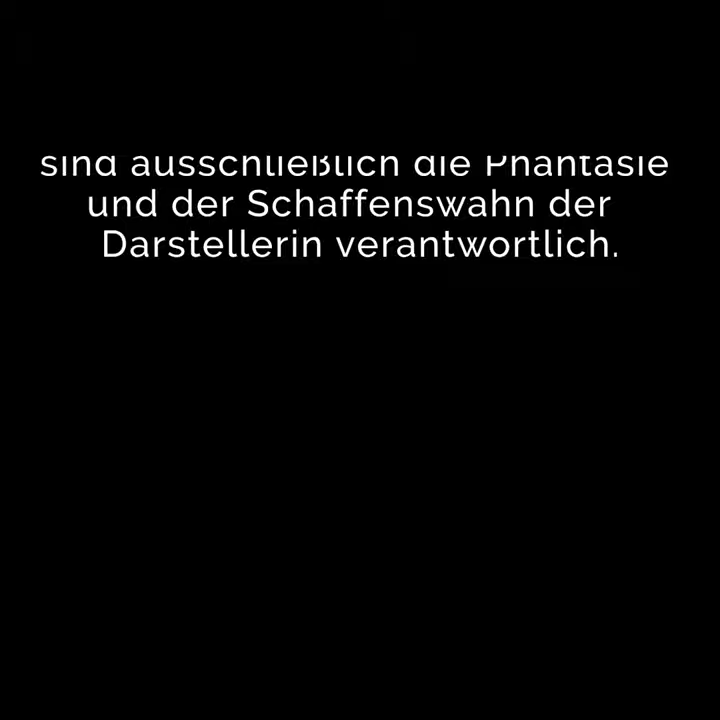 sind ausschließlich die Phantasie
und der Schaffenswahn der
Darstellerin verantwortlich.